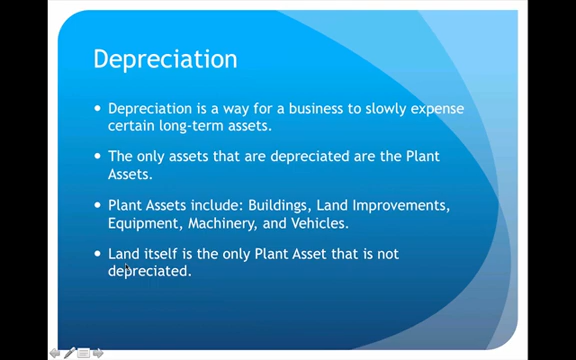 Depreciation
• Depreciation is a way for a business to slowly expense
certain long-term assets.
• The only assets that are depreciated are the Plant
Assets.
• Plant Assets include: Buildings, Land Improvements,
Equipment, Machinery, and Vehicles.
• Land itself is the only Plant Asset that is not
depreciated.